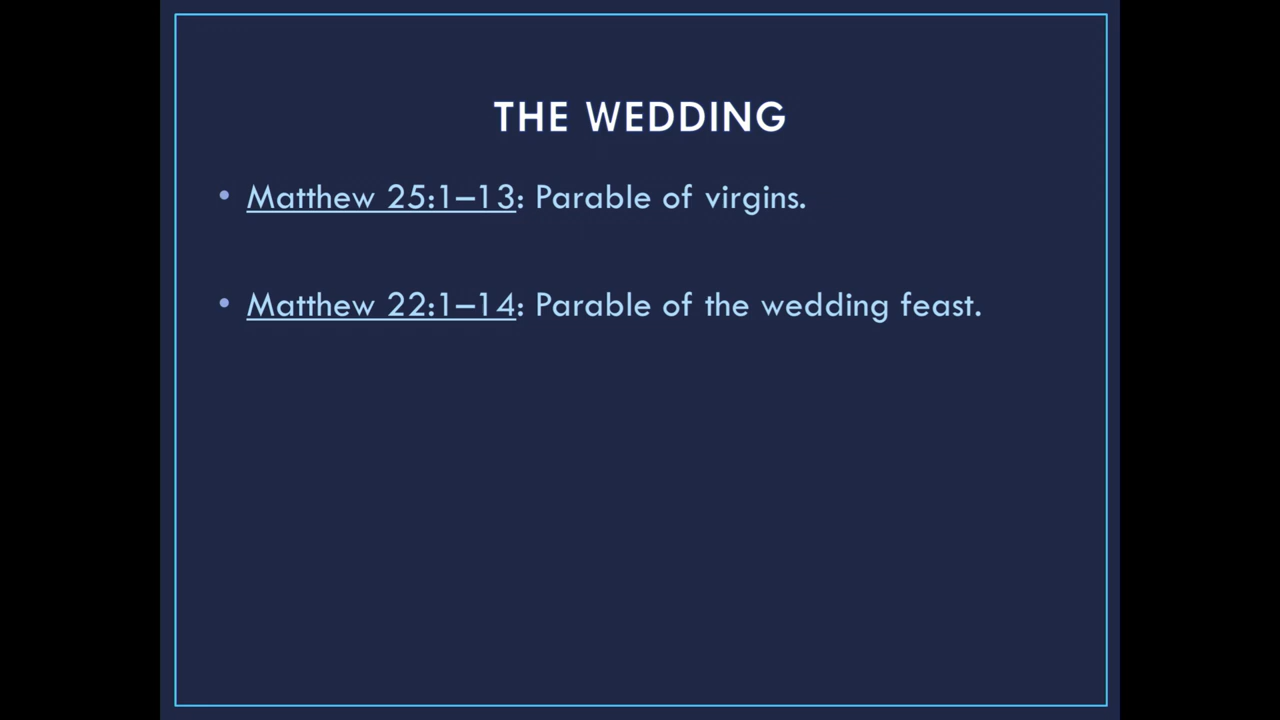 THE WEDDING
• Matthew 25:1–13: Parable of virgins.
• Matthew 22:1–14: Parable of the wedding feast.